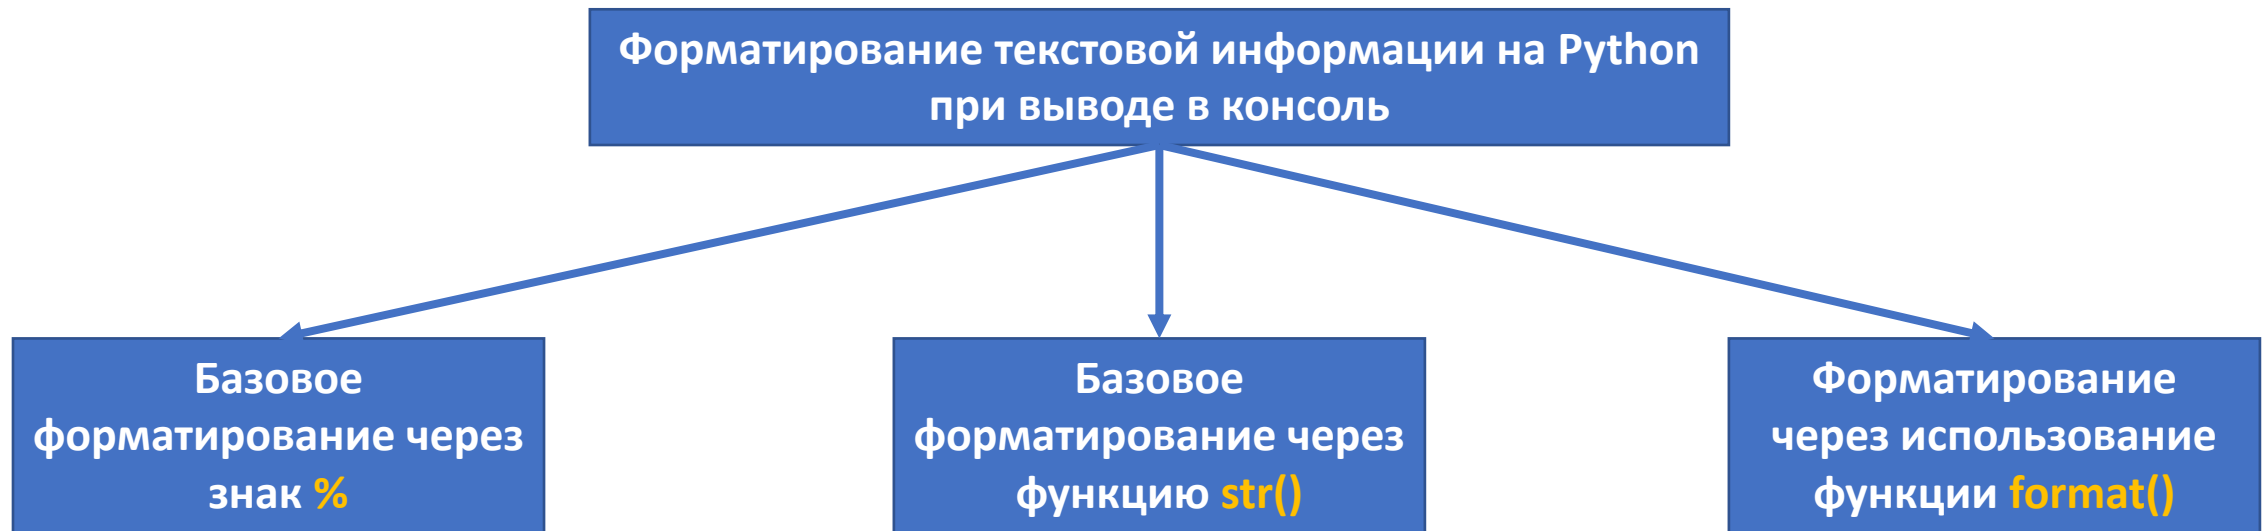 Форматирование текстовой информации на Python
при выводе в консоль
Базовое
форматирование через
знак %
Базовое
форматирование через
функцию str()
Форматирование
через использование
функции format()